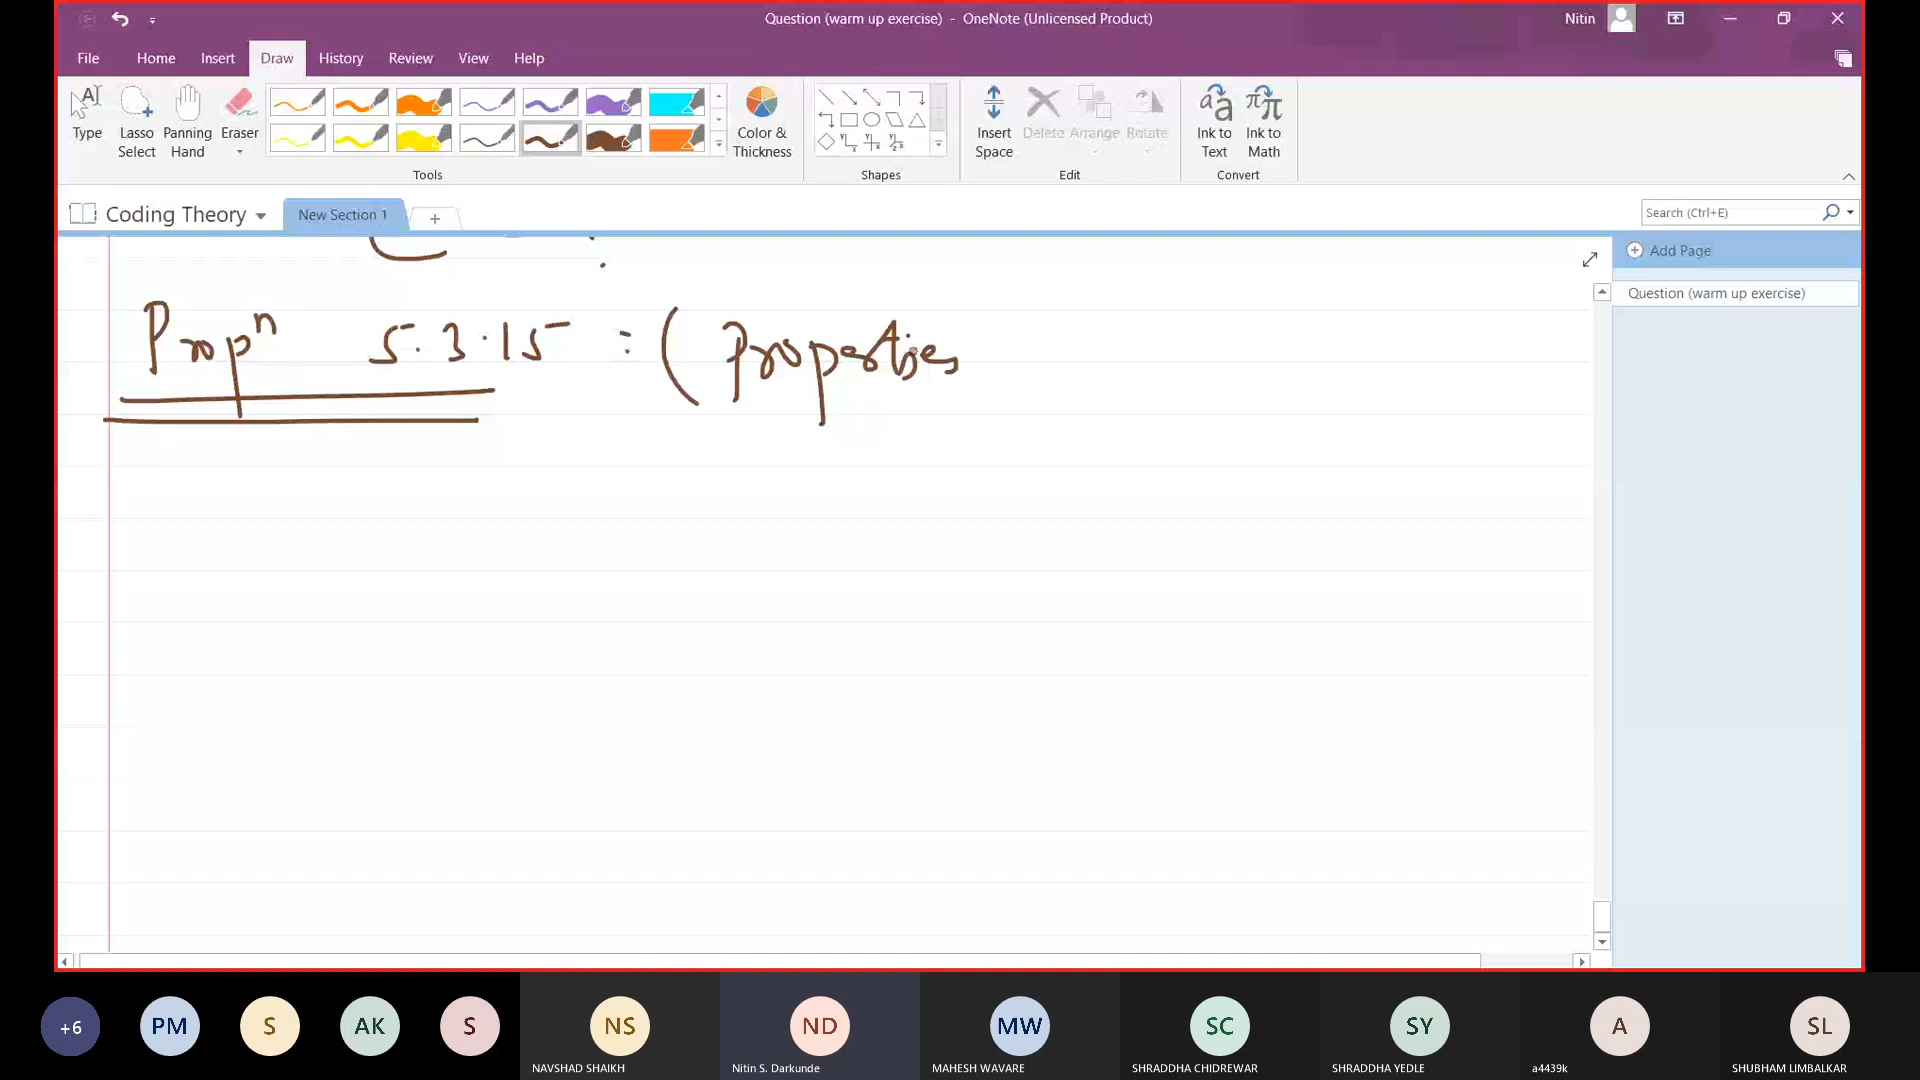 Question (warm up exercise) - OneNote (Unlicensed Product)
Nitin
File Home Insert Draw History Review View Help
Type
Lasso Select
Panning Hand
Eraser
Color & Thickness
Insert Space
Delete
Arrange
Rotate
Ink to Text
Ink to Math
Tools Shapes Edit Convert
Coding Theory New Section 1
Search (Ctrl+E)
Add Page
Question (warm up exercise)
Propⁿ 5.3.15 : ( Properties
+6 PM S AK S NS ND MW SC SY A SL
NAVSHAD SHAIKH Nitin S. Darkunde MAHESH WAVARE SHRADDHA CHIDREWAR SHRADDHA YEDLE a4439k SHUBHAM LIMBALKAR